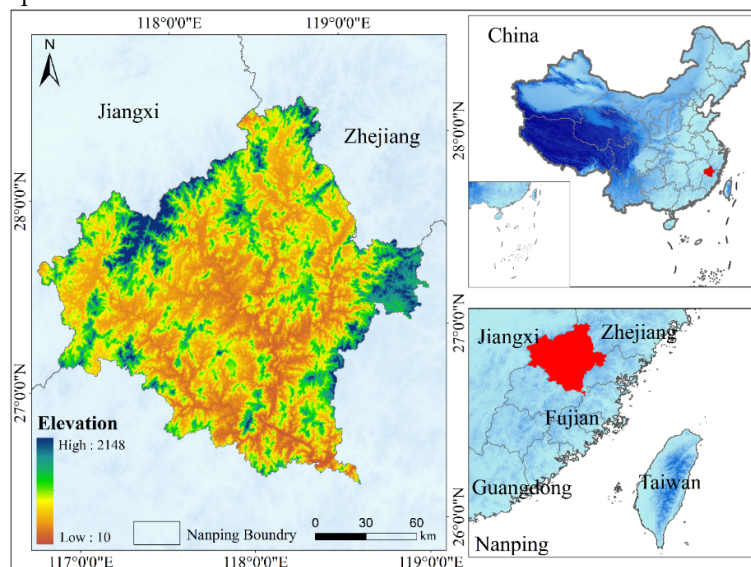 118°0'0"E
119°0'0"E
N
Jiangxi
Zhejiang
28°0'0"N
27°0'0"N
Elevation
High : 2148
Low : 10
Nanping Boundry
0 30 60
km
117°0'0"E
118°0'0"E
119°0'0"E
China
28°0'0"N
27°0'0"N
26°0'0"N
Jiangxi
Zhejiang
Fujian
Guangdong
Taiwan
Nanping